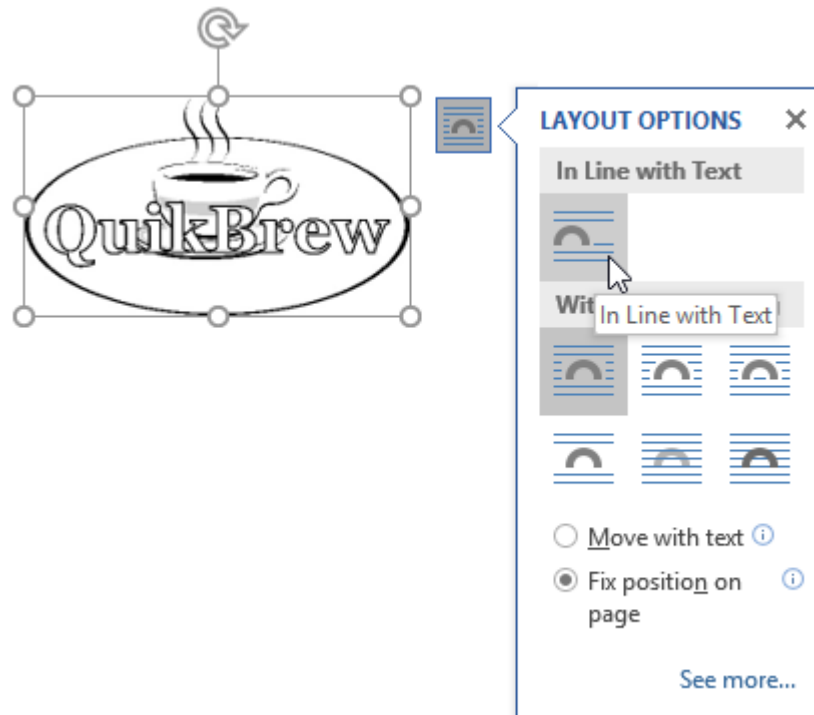 QuikBrew
LAYOUT OPTIONS
In Line with Text
Wit
In Line with Text
Move with text
Fix position on
page
See more...